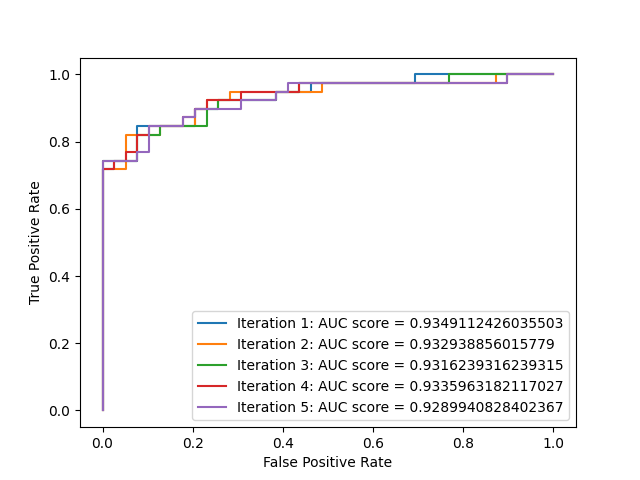 1.0
0.8
0.6
0.4
0.2
0.0
True Positive Rate
Iteration 1: AUC score = 0.9349112426035503
Iteration 2: AUC score = 0.932938856015779
Iteration 3: AUC score = 0.9316239316239315
Iteration 4: AUC score = 0.9335963182117027
Iteration 5: AUC score = 0.9289940828402367
0.0 0.2 0.4 0.6 0.8 1.0
False Positive Rate